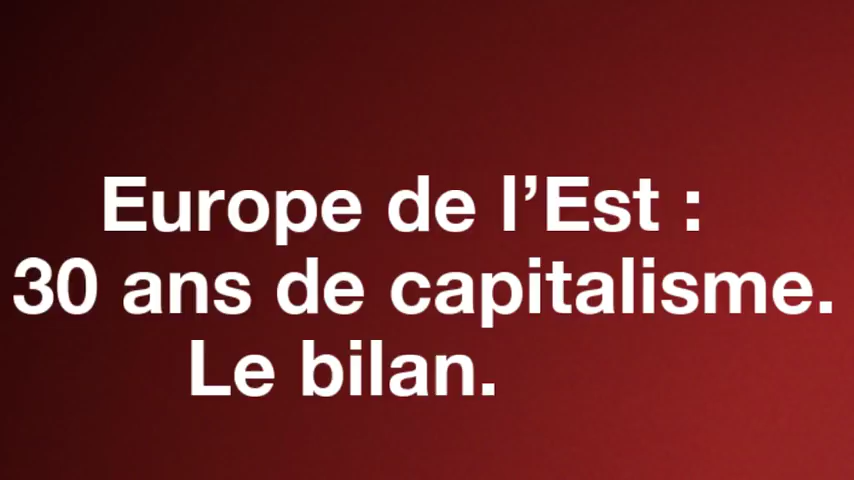 Europe de l’Est :
30 ans de capitalisme.
Le bilan.